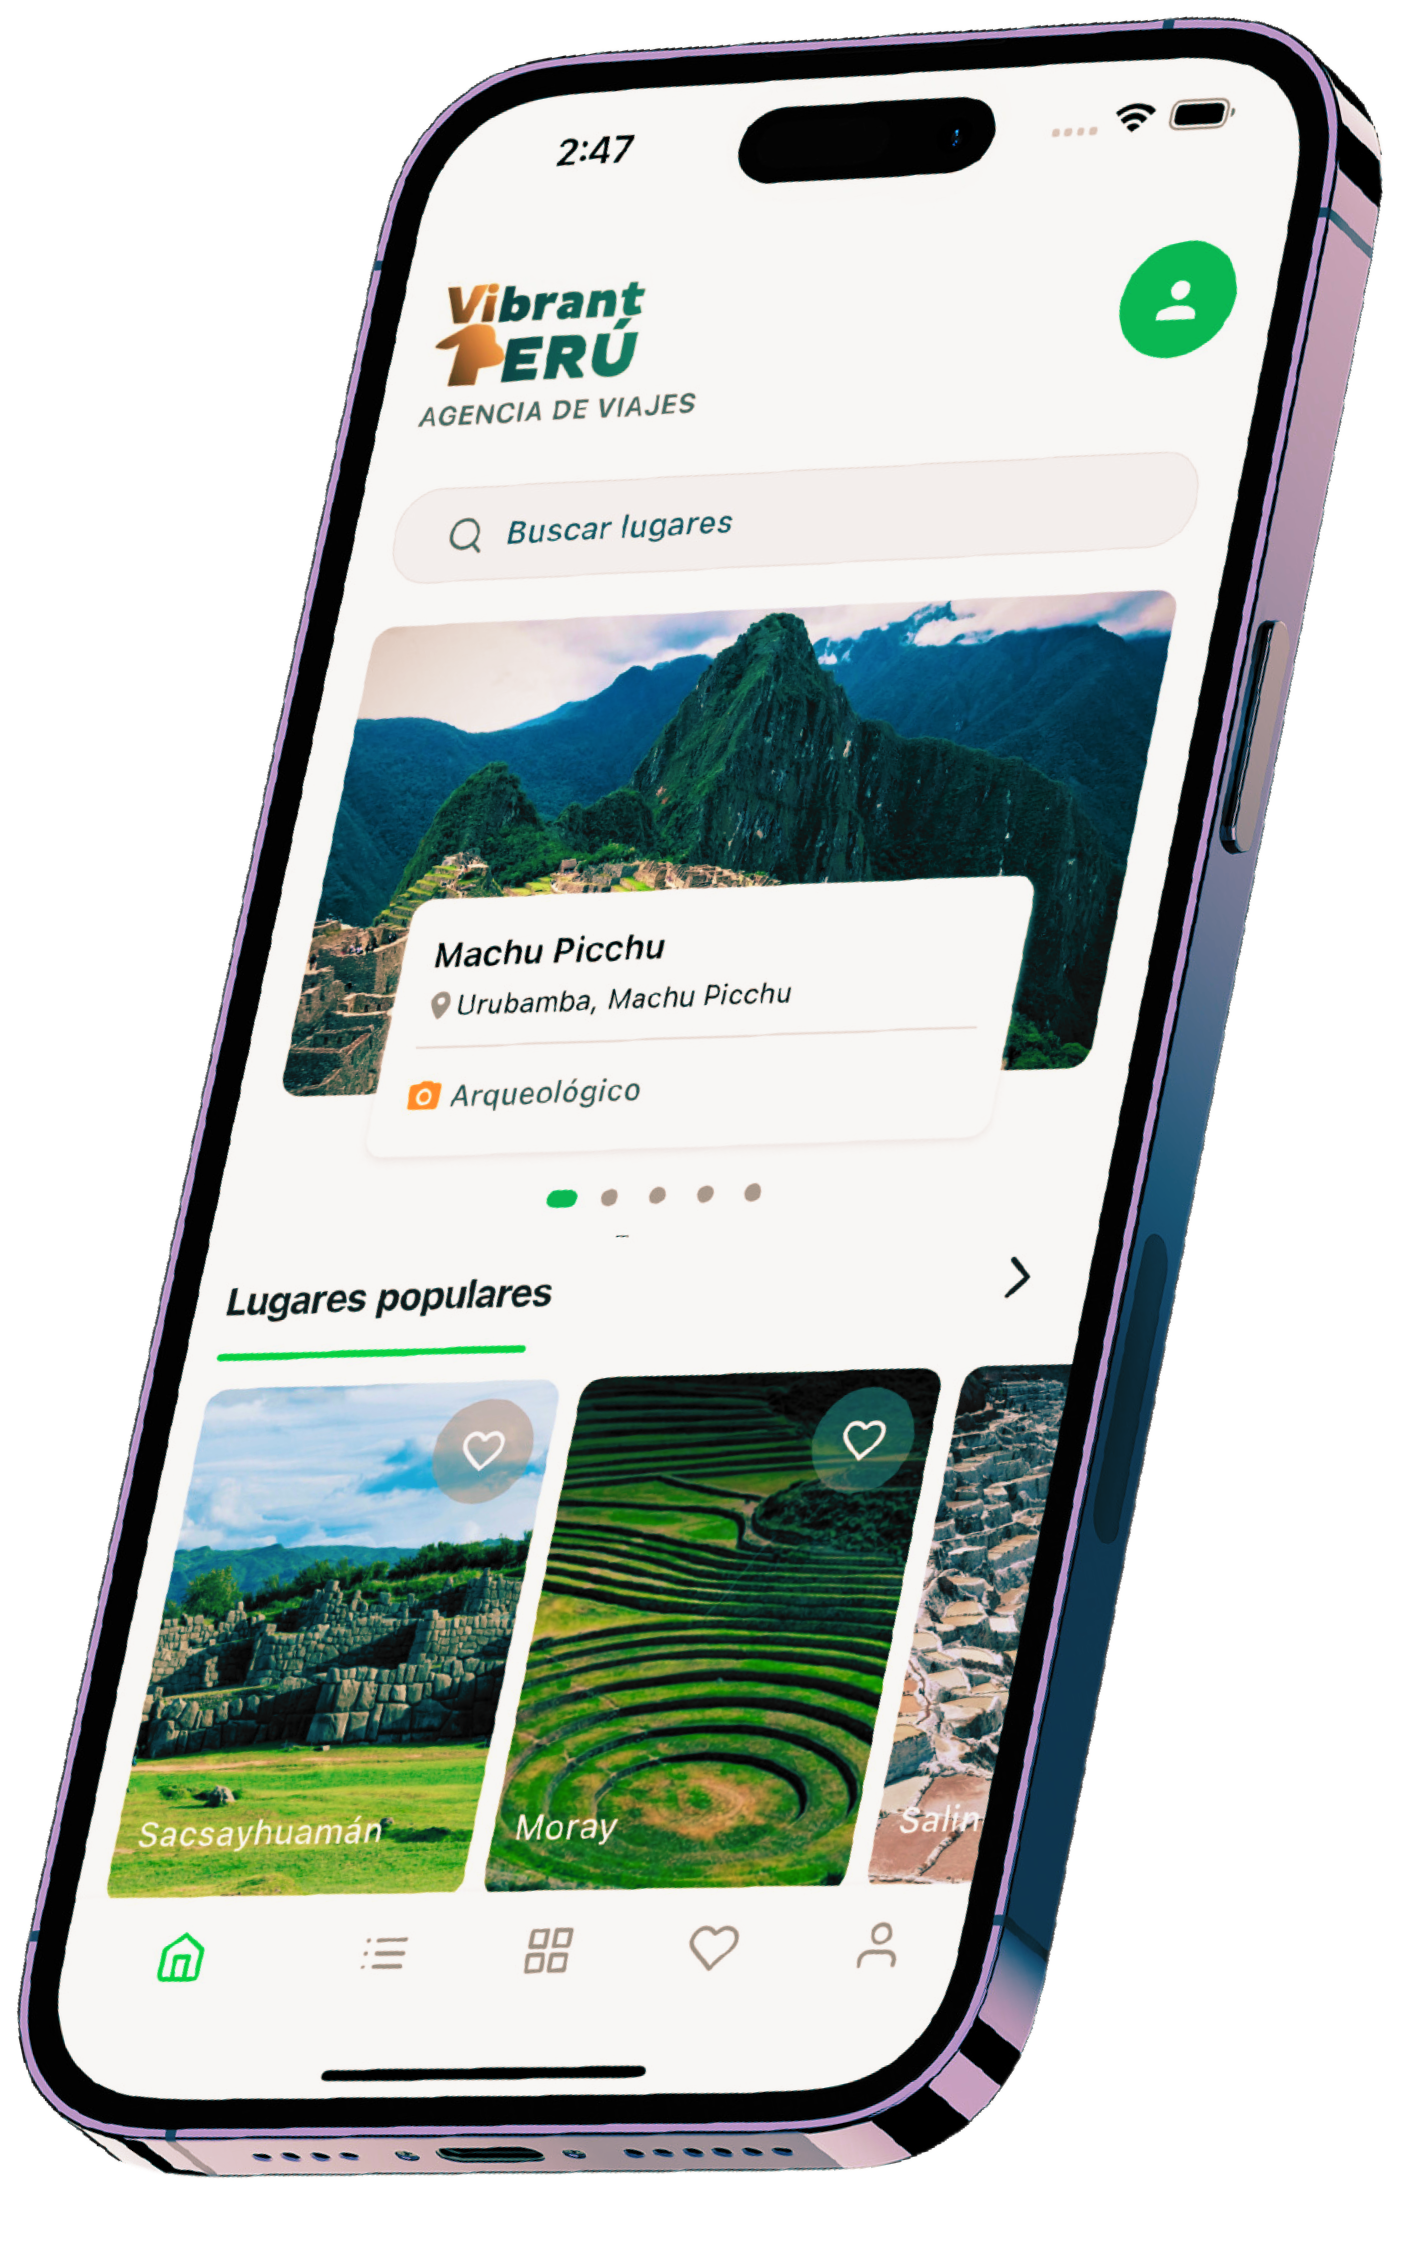 2:47
Vibrant
PERÚ
AGENCIA DE VIAJES
Buscar lugares
Machu Picchu
Urubamba, Machu Picchu
Arqueológico
Lugares populares
Sacsayhuamán
Moray
Salin